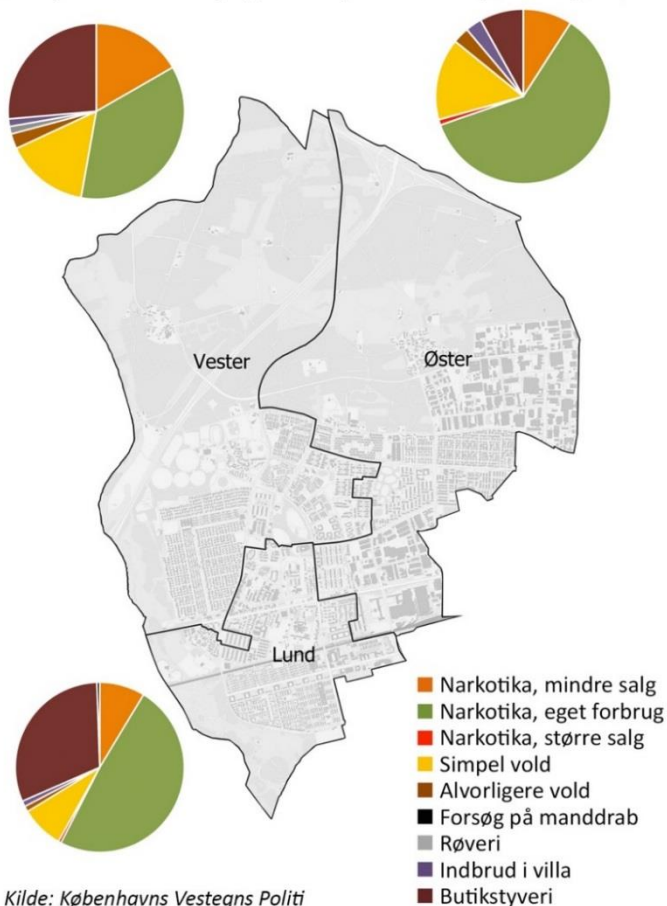 Vester
Øster
Lund
Narkotika, mindre salg
Narkotika, eget forbrug
Narkotika, større salg
Simpel vold
Alvorligere vold
Forsøg på manddrab
Røveri
Indbrud i villa
Butikstyveri
Kilde: Københavns Vestegns Politi